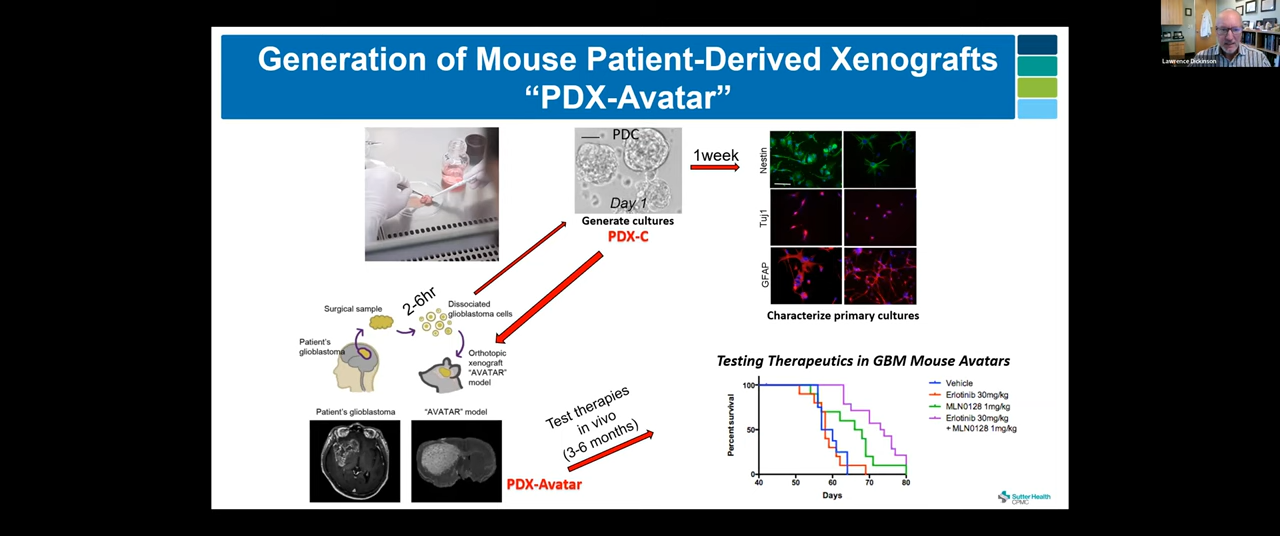 Generation of Mouse Patient-Derived Xenografts
“PDX-Avatar”
Lawrence Dickinson
PDC
Day 1
Generate cultures
PDX-C
1week
Nestin
Tuj1
GFAP
Characterize primary cultures
Surgical sample
2-6hr
Dissociated
glioblastoma cells
Patient's
glioblastoma
Orthotopic
xenograft
“AVATAR”
model
Patient's glioblastoma
“AVATAR” model
PDX-Avatar
Test therapies
in vivo
(3-6 months)
Testing Therapeutics in GBM Mouse Avatars
Percent survival
100
50
0
40
50
60
70
80
Days
Vehicle
Erlotinib 30mg/kg
MLN0128 1mg/kg
Erlotinib 30mg/kg
+ MLN0128 1mg/kg
Sutter Health
CPMC